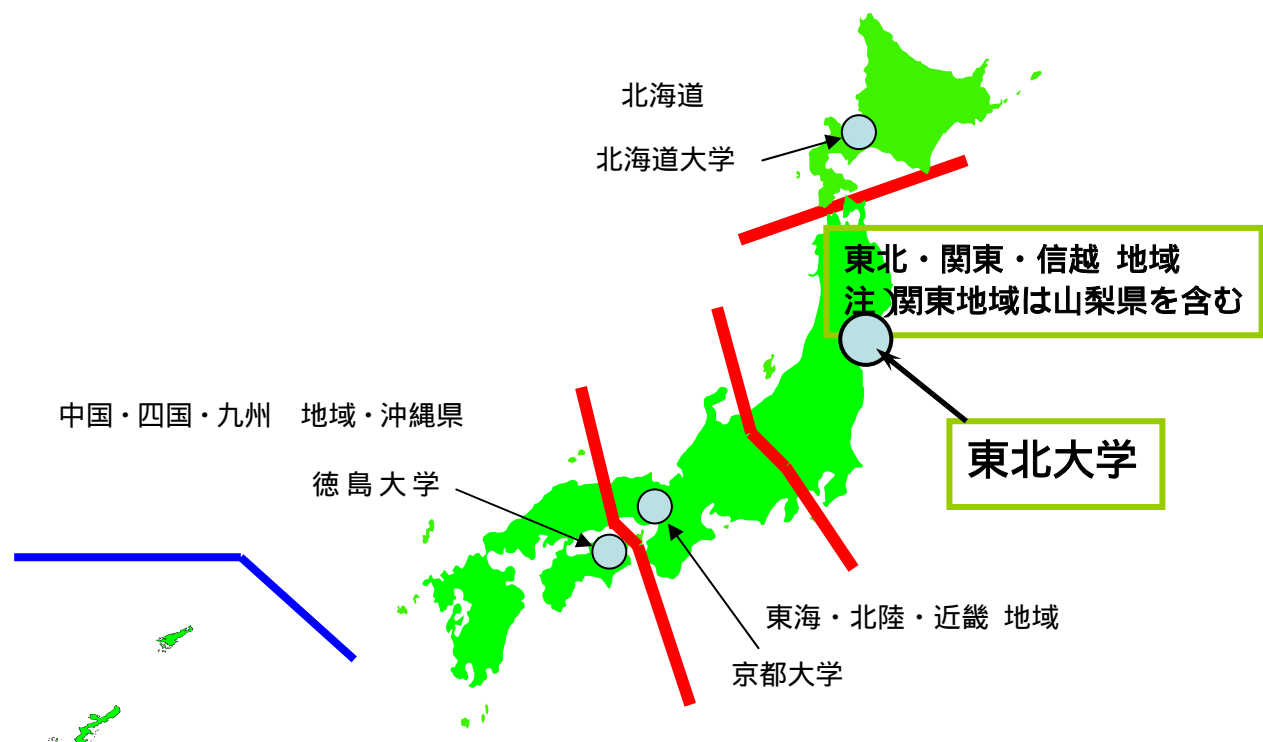 北海道
北海道大学
東北・関東・信越 地域
注)関東地域は山梨県を含む
東北大学
中国・四国・九州 地域・沖縄県
徳島大学
東海・北陸・近畿 地域
京都大学